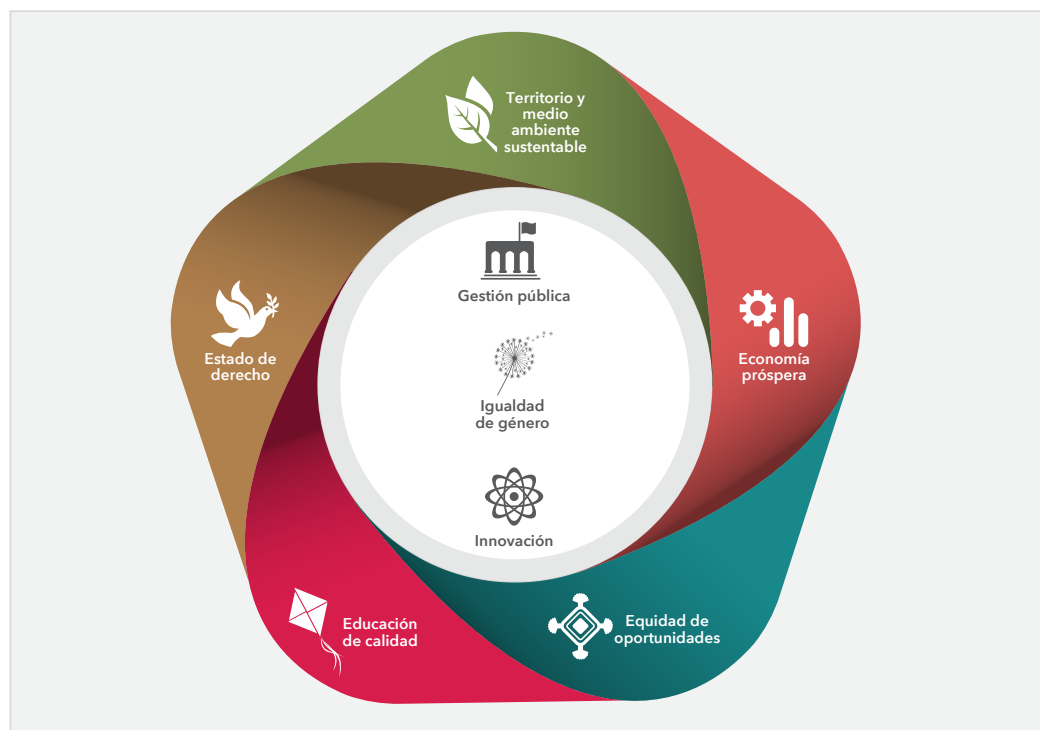 Territorio y
medio
ambiente
sustentable
Gestión pública
Estado de
derecho
Economía
próspera
Igualdad
de género
Innovación
Educación
de calidad
Equidad de
oportunidades